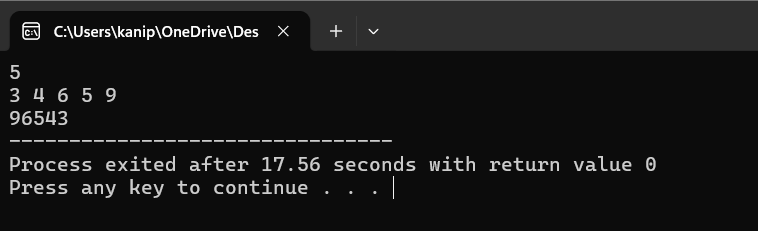 C:\Users\kanip\OneDrive\Des
5
3 4 6 5 9
96543
--------------------------------
Process exited after 17.56 seconds with return value 0
Press any key to continue . . .